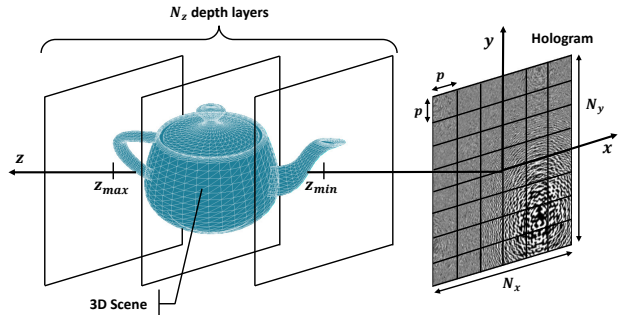 N_z depth layers
y
Hologram
p
p
N_y
x
z
z_max
z_min
N_x
3D Scene